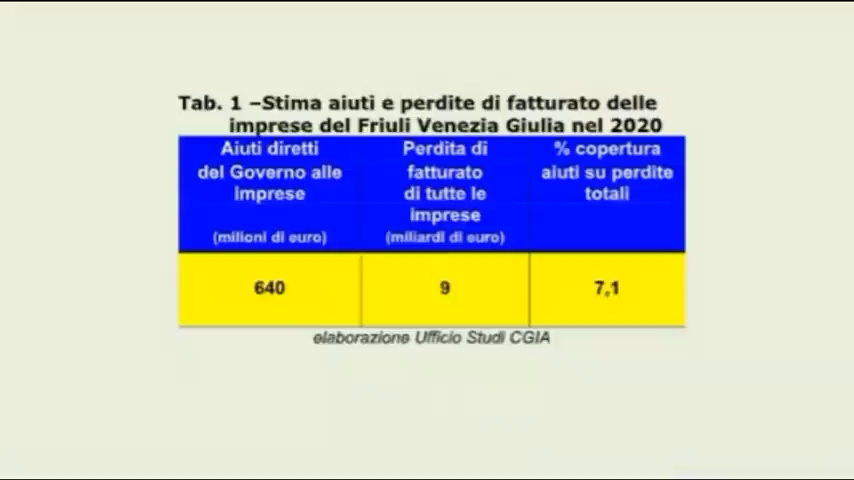 Tab. 1 –Stima aiuti e perdite di fatturato delle
imprese del Friuli Venezia Giulia nel 2020
Aiuti diretti
del Governo alle
imprese
(milioni di euro)
Perdita di
fatturato
di tutte le
imprese
(miliardi di euro)
% copertura
aiuti su perdite
totali
640
9
7,1
elaborazione Ufficio Studi CGIA